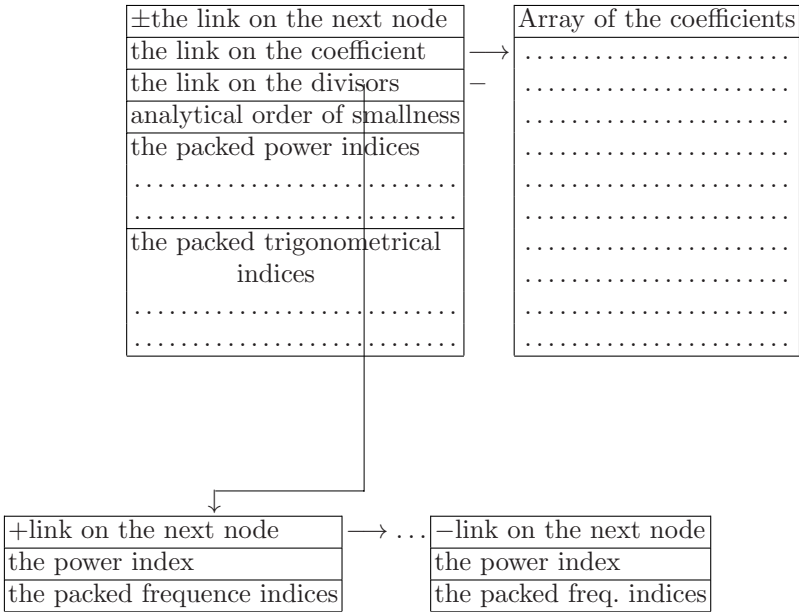 ±the link on the next node
the link on the coefficient
the link on the divisors
analytical order of smallness
the packed power indices
. . . . . . . . . . . . . . . . . . . . . . . . . . . .
. . . . . . . . . . . . . . . . . . . . . . . . . . . .
the packed trigonometrical
indices
. . . . . . . . . . . . . . . . . . . . . . . . . . . .
. . . . . . . . . . . . . . . . . . . . . . . . . . . .
Array of the coefficients
. . . . . . . . . . . . . . . . . . . . . . .
. . . . . . . . . . . . . . . . . . . . . . .
. . . . . . . . . . . . . . . . . . . . . . .
. . . . . . . . . . . . . . . . . . . . . . .
. . . . . . . . . . . . . . . . . . . . . . .
. . . . . . . . . . . . . . . . . . . . . . .
. . . . . . . . . . . . . . . . . . . . . . .
. . . . . . . . . . . . . . . . . . . . . . .
. . . . . . . . . . . . . . . . . . . . . . .
. . . . . . . . . . . . . . . . . . . . . . .
+link on the next node
the power index
the packed frequence indices
. . .
−link on the next node
the power index
the packed freq. indices